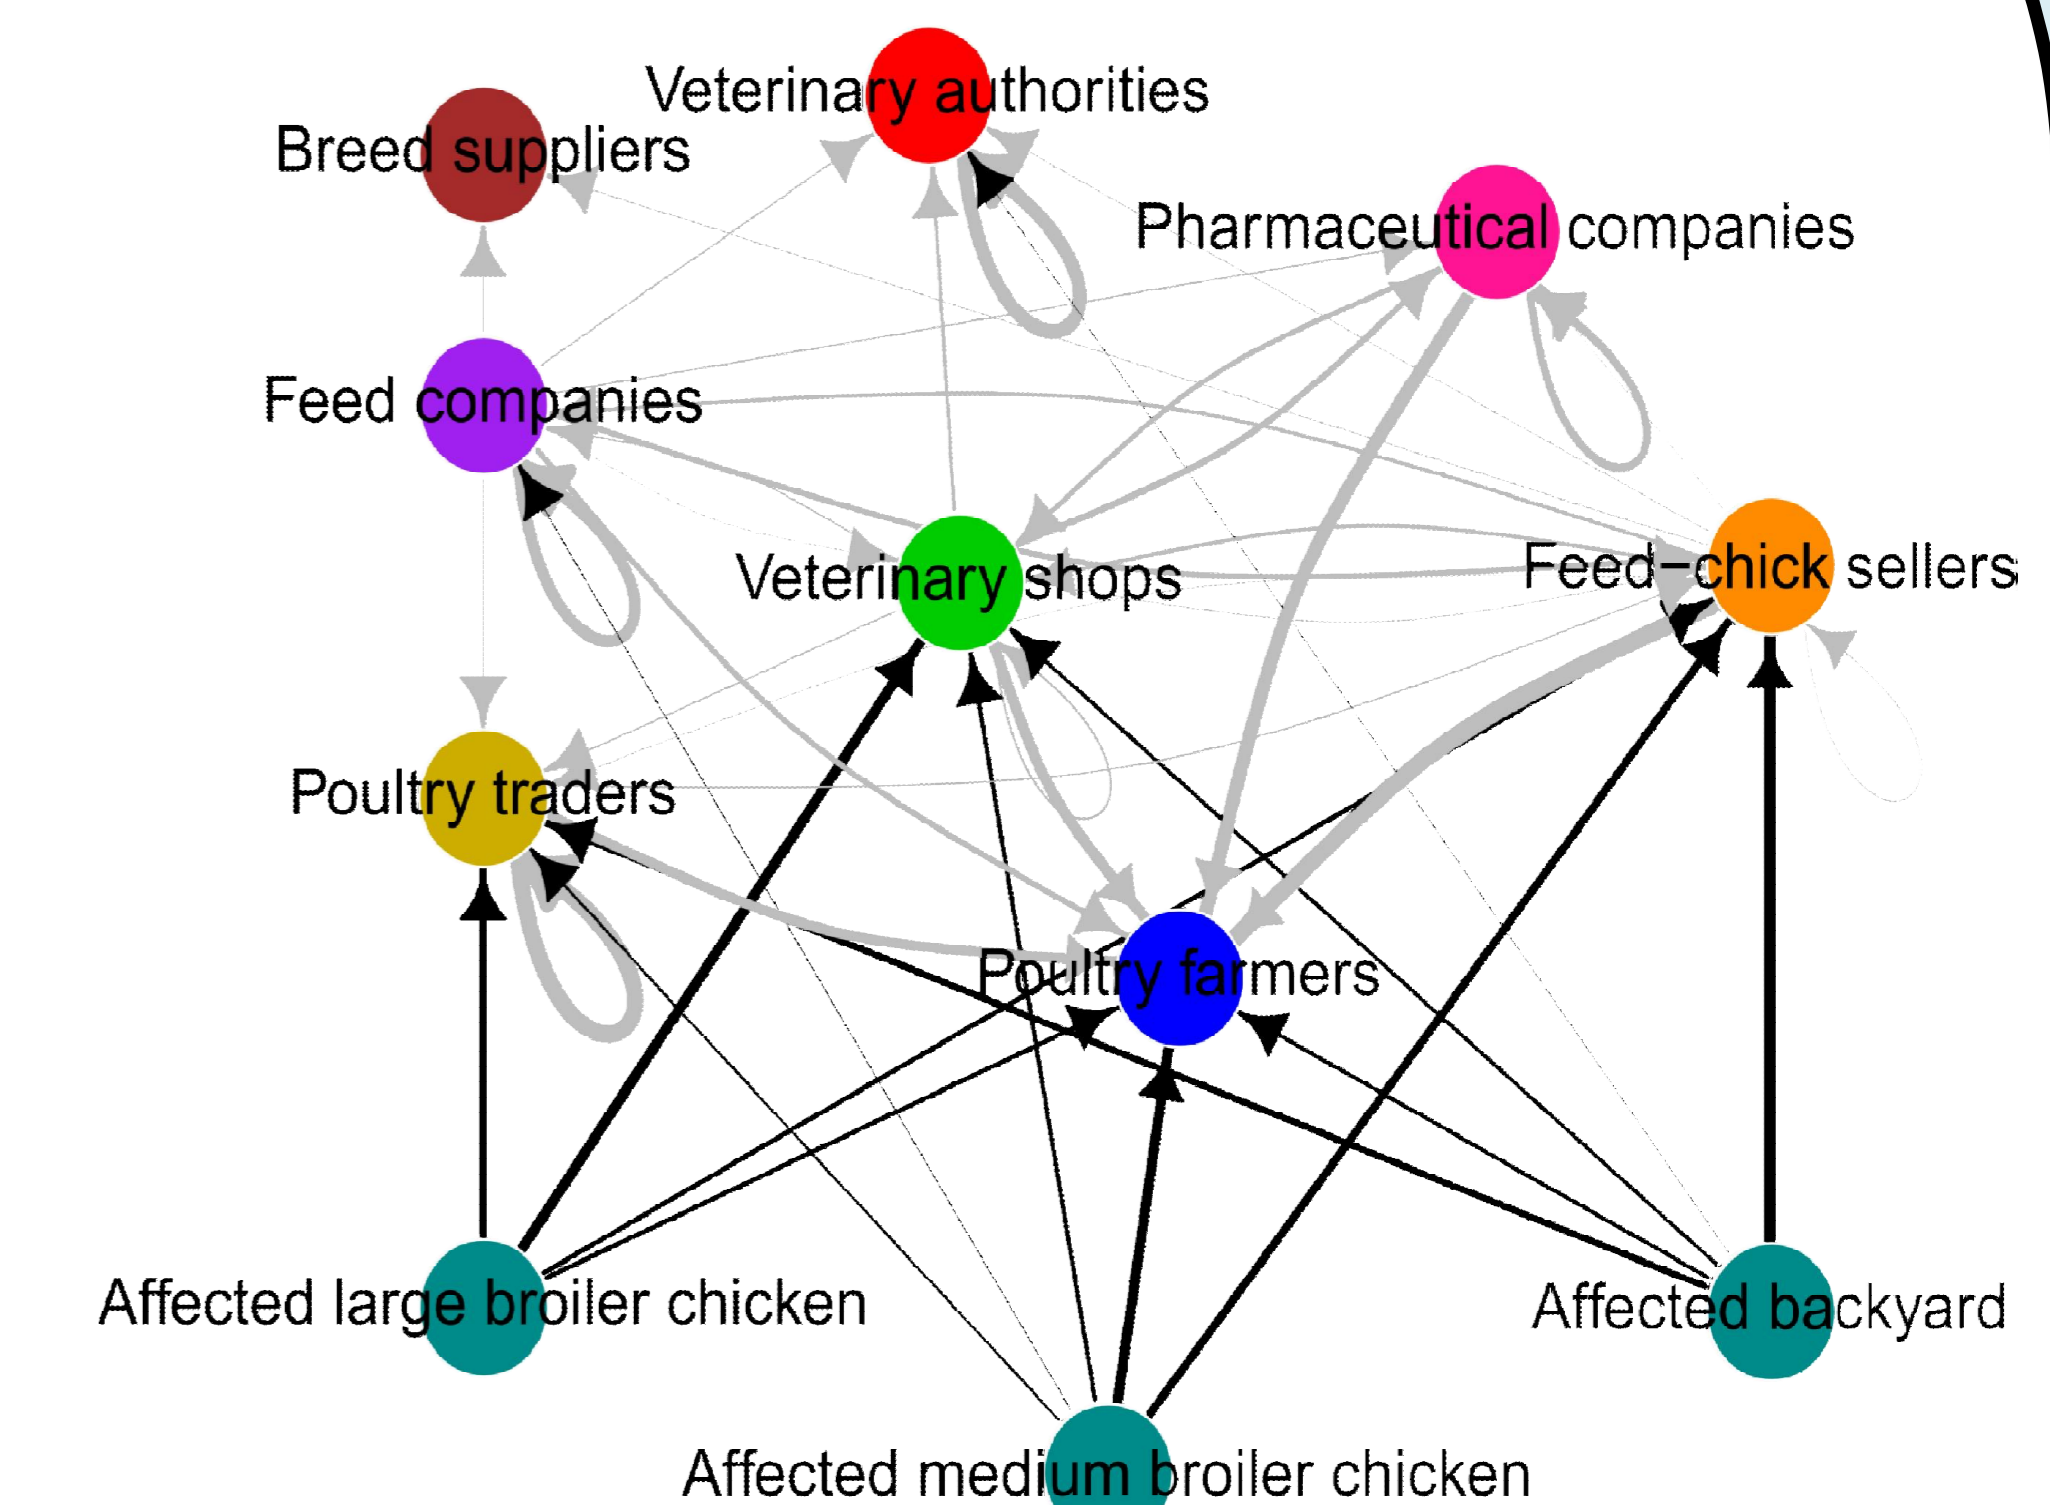 Veterinary authorities
Breed suppliers
Pharmaceutical companies
Feed companies
Veterinary shops
Feed-chick sellers
Poultry traders
Poultry farmers
Affected large broiler chicken
Affected backyard
Affected medium broiler chicken